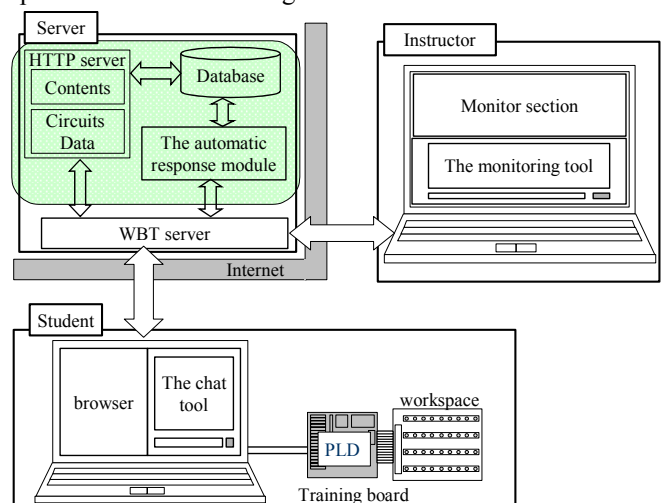 Server
HTTP server
Contents
Circuits
Data
Database
The automatic
response module
WBT server
Internet
Instructor
Monitor section
The monitoring tool
Student
browser
The chat
tool
PLD
workspace
Training board